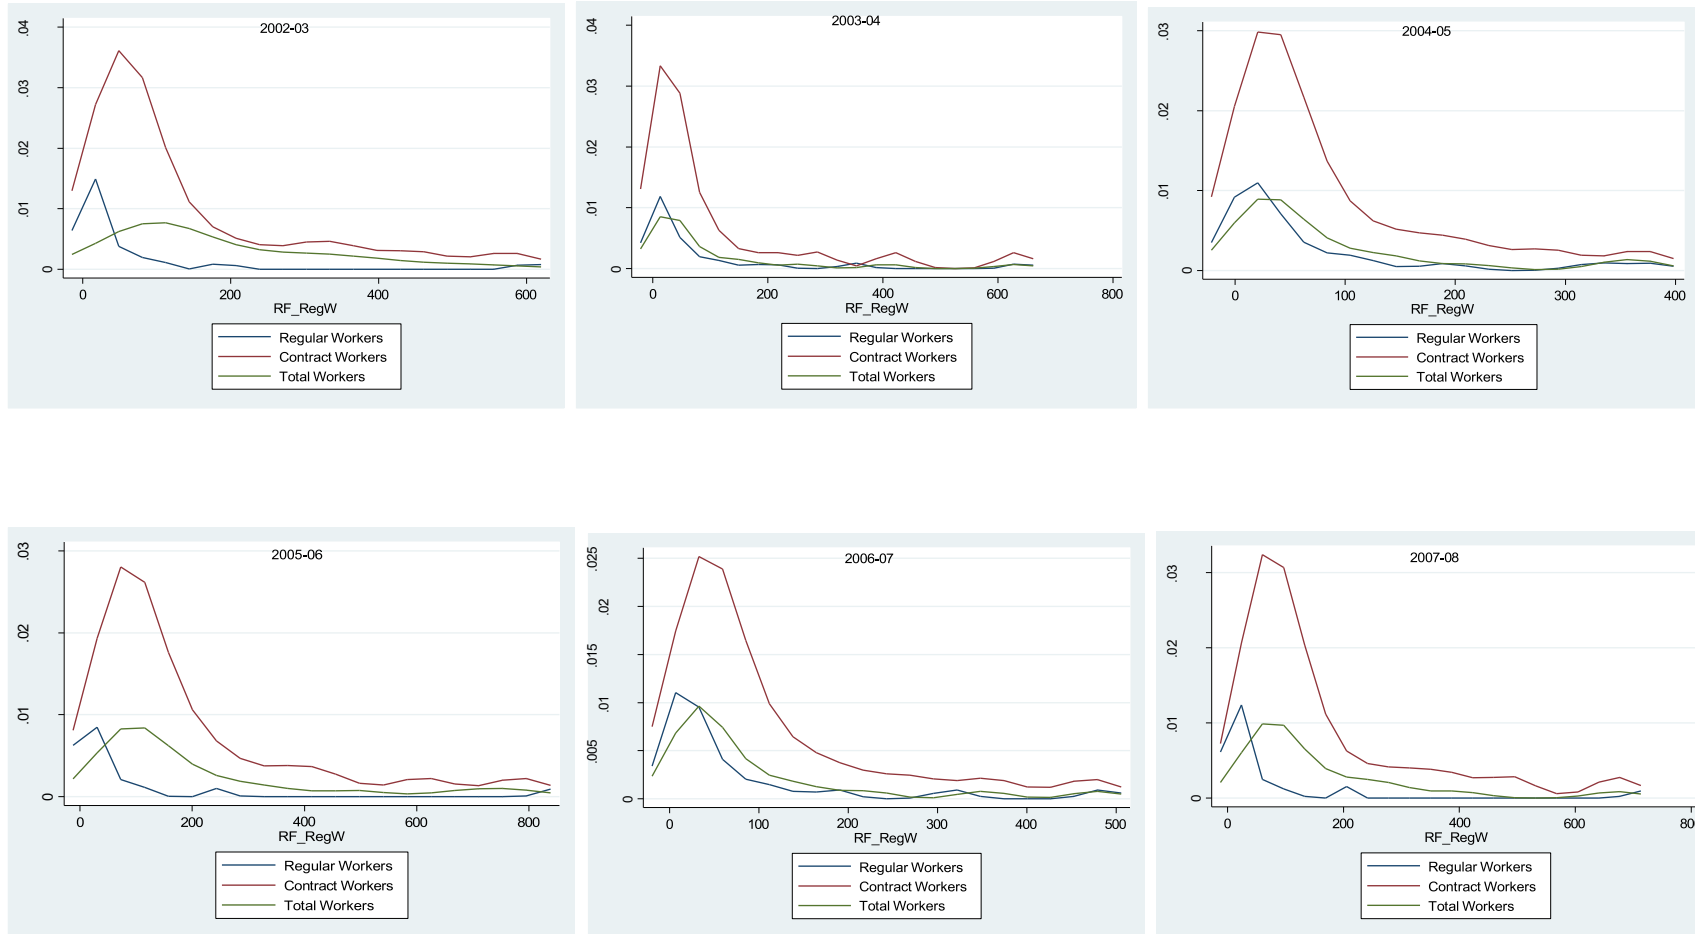 2002-03
.04
.03
.02
.01
0
0 200 400 600
RF_RegW
Regular Workers
Contract Workers
Total Workers
2003-04
.04
.03
.02
.01
0
0 200 400 600 800
RF_RegW
Regular Workers
Contract Workers
Total Workers
2004-05
.03
.02
.01
0
0 100 200 300 400
RF_RegW
Regular Workers
Contract Workers
Total Workers
2005-06
.03
.02
.01
0
0 200 400 600 800
RF_RegW
Regular Workers
Contract Workers
Total Workers
2006-07
.025
.02
.015
.01
.005
0
0 100 200 300 400 500
RF_RegW
Regular Workers
Contract Workers
Total Workers
2007-08
.03
.02
.01
0
0 200 400 600 800
RF_RegW
Regular Workers
Contract Workers
Total Workers